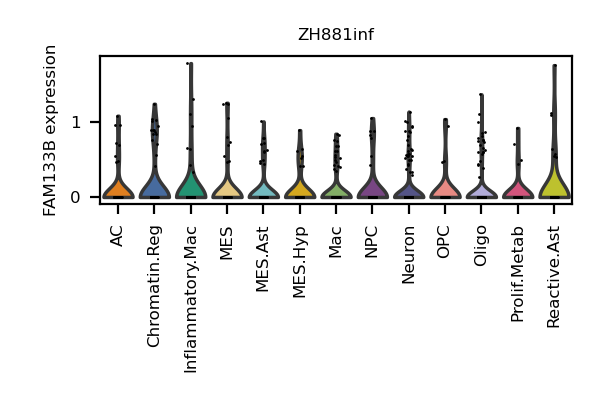 ZH881inf
FAM133B expression
1
0
AC
Chromatin.Reg
Inflammatory.Mac
MES
MES.Ast
MES.Hyp
Mac
NPC
Neuron
OPC
Oligo
Prolif.Metab
Reactive.Ast